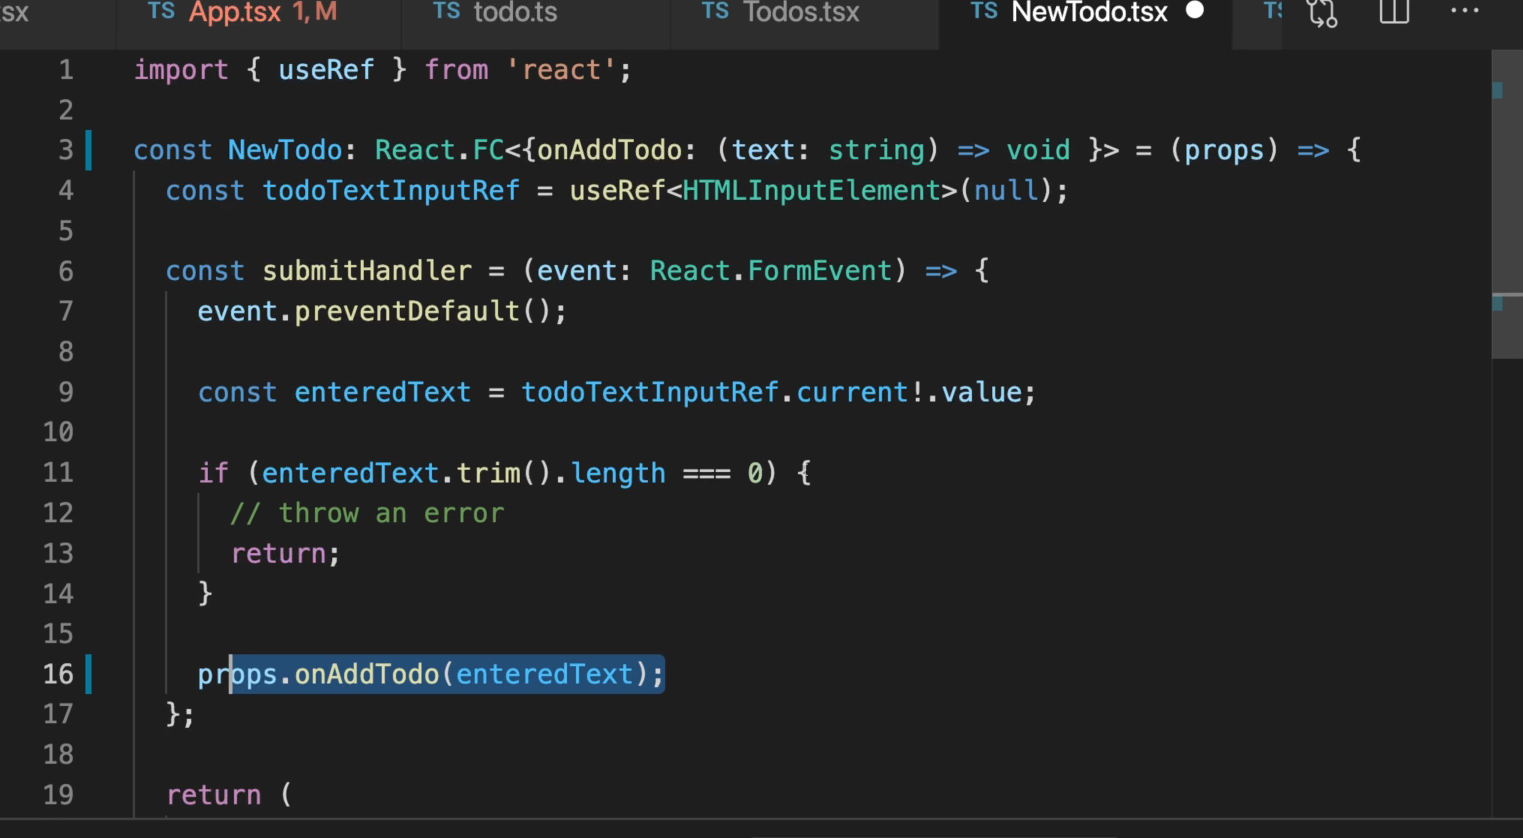 sx TS App.tsx 1, M TS todo.ts TS Todos.tsx TS NewTodo.tsx TS ...
1 import { useRef } from 'react';
2
3 const NewTodo: React.FC<{onAddTodo: (text: string) => void }> = (props) => {
4 const todoTextInputRef = useRef<HTMLInputElement>(null);
5
6 const submitHandler = (event: React.FormEvent) => {
7 event.preventDefault();
8
9 const enteredText = todoTextInputRef.current!.value;
10
11 if (enteredText.trim().length === 0) {
12 // throw an error
13 return;
14 }
15
16 props.onAddTodo(enteredText);
17 };
18
19 return (